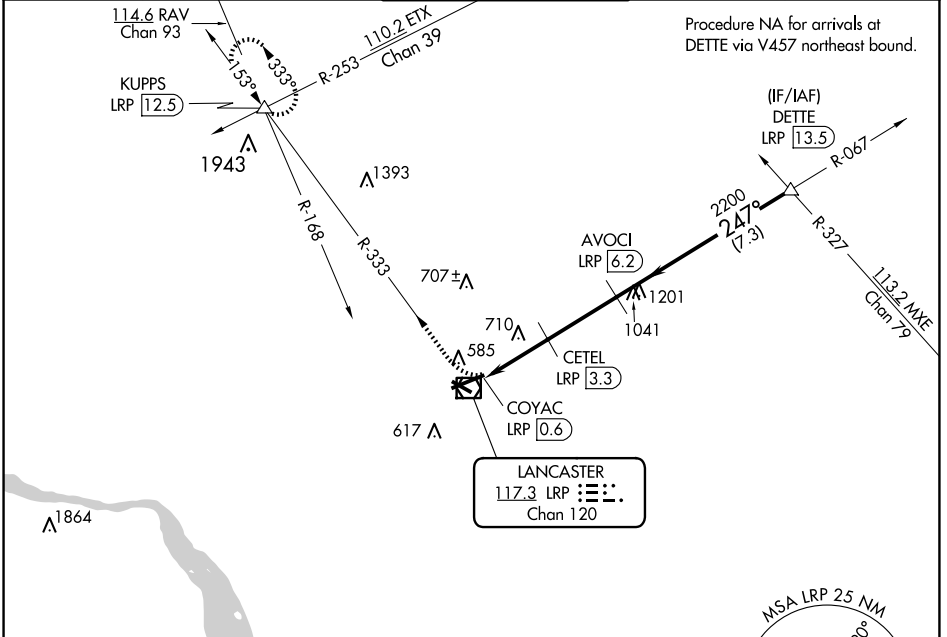 114.6 RAV
Chan 93
110.2 ETX
Chan 39
R-253
Procedure NA for arrivals at
DETTE via V457 northeast bound.
KUPPS
LRP 12.5
153°
333°
1943
1393
(IF/IAF)
DETTE
LRP 13.5
R-067
R-168
R-333
2200
247°
(7.3)
R-327
113.2 MXE
Chan 79
AVOCI
LRP 6.2
707±
1201
1041
710
585
CETEL
LRP 3.3
COYAC
LRP 0.6
617
LANCASTER
117.3 LRP
Chan 120
1864
MSA LRP 25 NM